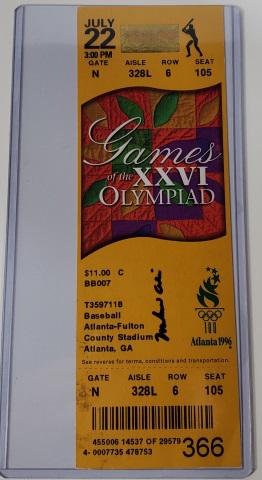 JULY
22
3:00 PM
GATE AISLE ROW SEAT
N 328L 6 105
Games
of the XXVI
OLYMPIAD
$11.00 C
BB007
T3597118
Baseball
Atlanta-Fulton
County Stadium
Atlanta, GA
100
Atlanta 1996
See reverse for terms, conditions and transportation.
GATE AISLE ROW SEAT
N 328L 6 105
455006 14537 OF 29579
4- 0007735 478753
366